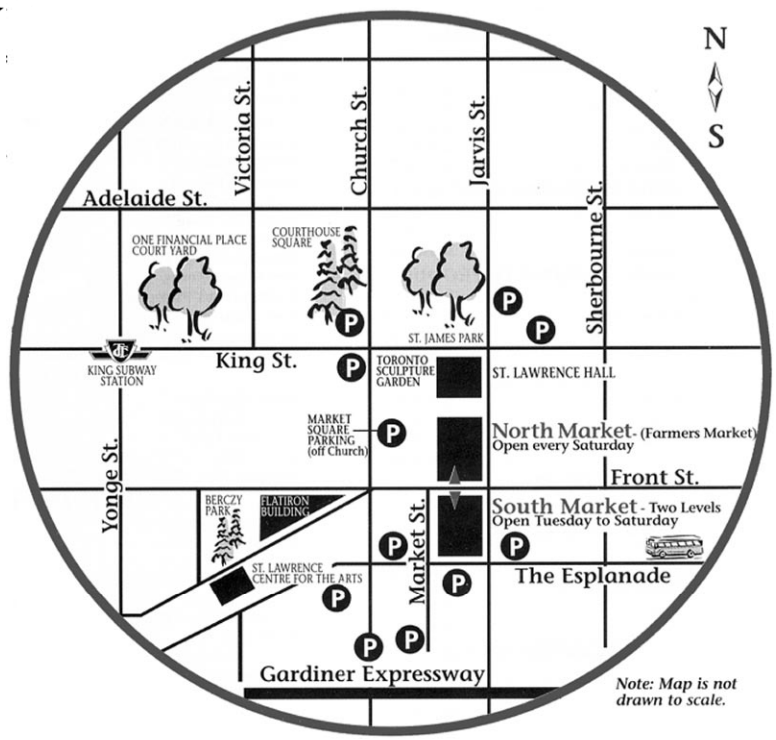 N
S
Victoria St.
Church St.
Jarvis St.
Sherbourne St.
Adelaide St.
ONE FINANCIAL PLACE
COURT YARD
COURTHOUSE
SQUARE
P
ST. JAMES PARK
P
P
KING SUBWAY
STATION
King St.
P
TORONTO
SCULPTURE
GARDEN
ST. LAWRENCE HALL
MARKET
SQUARE
PARKING
(off Church)
P
North Market- (Farmers Market)
Open every Saturday
Yonge St.
Front St.
BERCZY
PARK
FLATIRON
BUILDING
Market St.
South Market - Two Levels
Open Tuesday to Saturday
P
P
ST. LAWRENCE
CENTRE FOR THE ARTS
The Esplanade
P
P
P
P
Gardiner Expressway
Note: Map is not
drawn to scale.